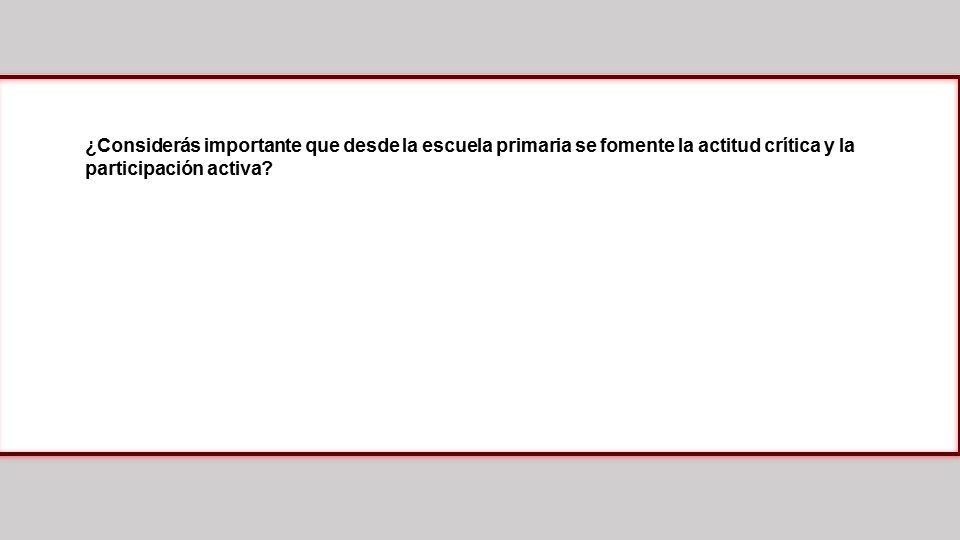 ¿Considerás importante que desde la escuela primaria se fomente la actitud crítica y la
participación activa?